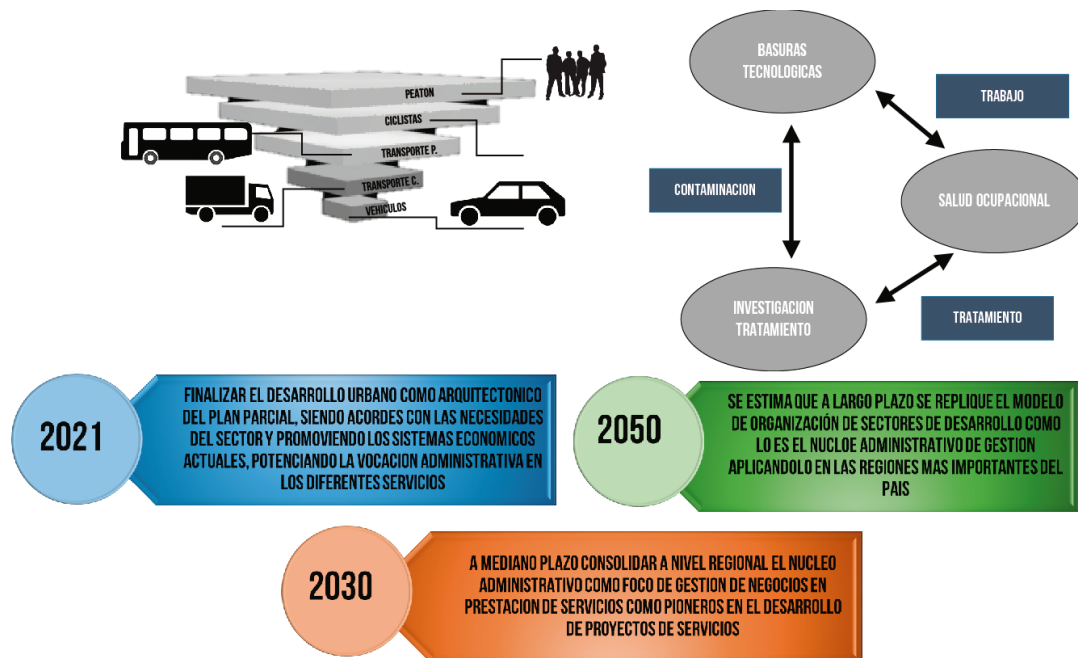 PEATON
CICLISTAS
TRANSPORTE P.
TRANSPORTE C.
VEHICULOS
BASURAS
TECNOLOGICAS
TRABAJO
CONTAMINACION
SALUD OCUPACIONAL
INVESTIGACION
TRATAMIENTO
TRATAMIENTO
2021
FINALIZAR EL DESARROLLO URBANO COMO ARQUITECTONICO
DEL PLAN PARCIAL, SIENDO ACORDES CON LAS NECESIDADES
DEL SECTOR Y PROMOVIENDO LOS SISTEMAS ECONOMICOS
ACTUALES, POTENCIANDO LA VOCACION ADMINISTRATIVA EN
LOS DIFERENTES SERVICIOS
2050
SE ESTIMA QUE A LARGO PLAZO SE REPLIQUE EL MODELO
DE ORGANIZACIÓN DE SECTORES DE DESARROLLO COMO
LO ES EL NUCLOE ADMINISTRATIVO DE GESTION
APLICANDOLO EN LAS REGIONES MAS IMPORTANTES DEL
PAIS
2030
A MEDIANO PLAZO CONSOLIDAR A NIVEL REGIONAL EL NUCLEO
ADMINISTRATIVO COMO FOCO DE GESTION DE NEGOCIOS EN
PRESTACION DE SERVICIOS COMO PIONEROS EN EL DESARROLLO
DE PROYECTOS DE SERVICIOS